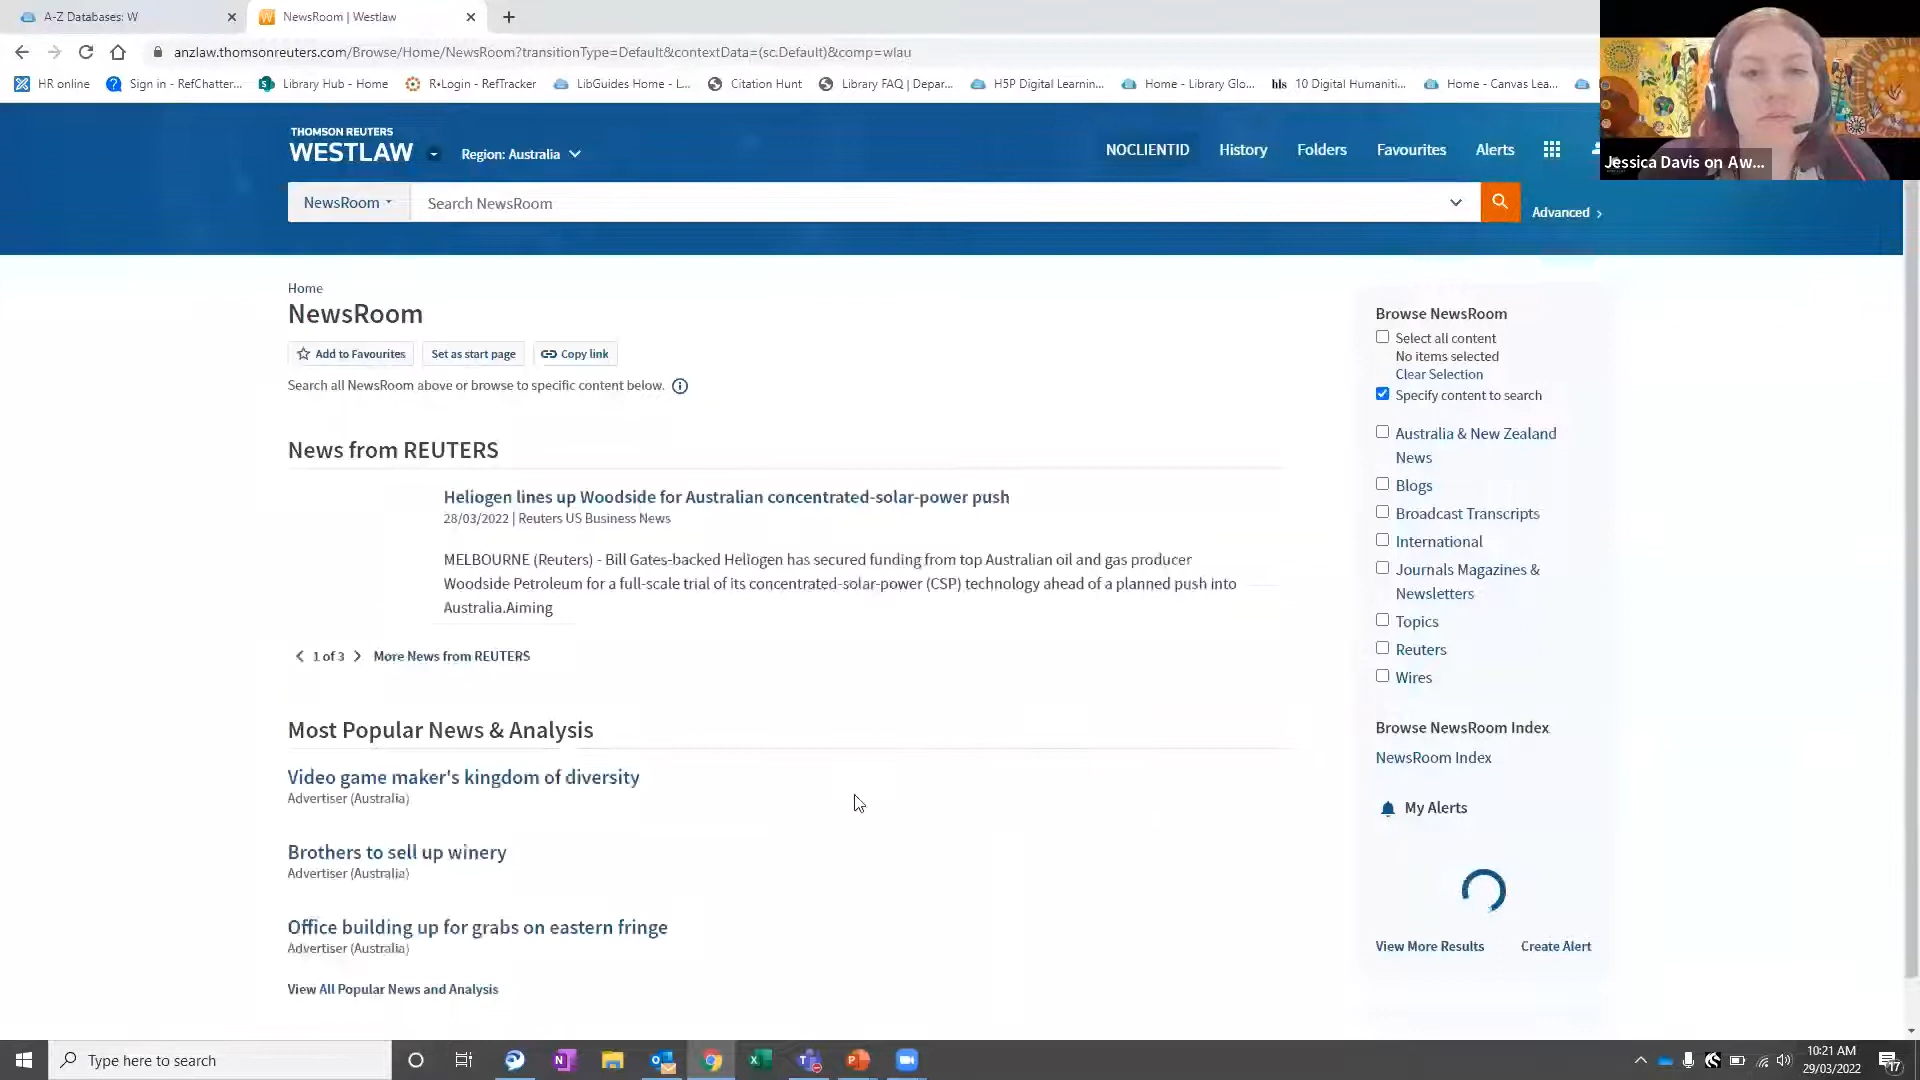 A-Z Databases: W
NewsRoom | Westlaw
anzlaw.thomsonreuters.com/Browse/Home/NewsRoom?transitionType=Default&contextData=(sc.Default)&comp=wlau
HR online
Sign in - RefChatter...
Library Hub - Home
R•Login - RefTracker
LibGuides Home - L...
Citation Hunt
Library FAQ | Depar...
H5P Digital Learnin...
Home - Library Glo...
hls 10 Digital Humaniti...
Home - Canvas Lea...
Jessica Davis on Aw...
THOMSON REUTERS
WESTLAW
Region: Australia
NOCLIENTID
History
Folders
Favourites
Alerts
NewsRoom
Search NewsRoom
Advanced
Home
NewsRoom
Add to Favourites
Set as start page
Copy link
Search all NewsRoom above or browse to specific content below.
News from REUTERS
Heliogen lines up Woodside for Australian concentrated-solar-power push
28/03/2022 | Reuters US Business News
MELBOURNE (Reuters) - Bill Gates-backed Heliogen has secured funding from top Australian oil and gas producer
Woodside Petroleum for a full-scale trial of its concentrated-solar-power (CSP) technology ahead of a planned push into
Australia.Aiming
1 of 3
More News from REUTERS
Most Popular News & Analysis
Video game maker's kingdom of diversity
Advertiser (Australia)
Brothers to sell up winery
Advertiser (Australia)
Office building up for grabs on eastern fringe
Advertiser (Australia)
View All Popular News and Analysis
Browse NewsRoom
Select all content
No items selected
Clear Selection
Specify content to search
Australia & New Zealand
News
Blogs
Broadcast Transcripts
International
Journals Magazines &
Newsletters
Topics
Reuters
Wires
Browse NewsRoom Index
NewsRoom Index
My Alerts
View More Results
Create Alert
Type here to search
10:21 AM
29/03/2022
17